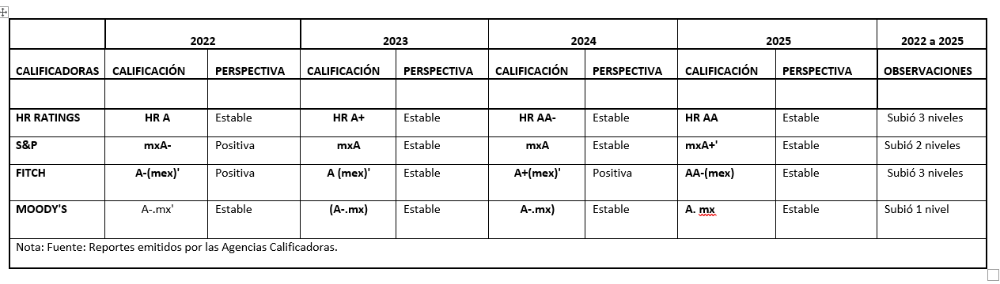 2022 2023 2024 2025 2022 a 2025
CALIFICADORAS CALIFICACIÓN PERSPECTIVA CALIFICACIÓN PERSPECTIVA CALIFICACIÓN PERSPECTIVA CALIFICACIÓN PERSPECTIVA OBSERVACIONES
HR RATINGS HR A Estable HR A+ Estable HR AA- Estable HR AA Estable Subió 3 niveles
S&P mxA- Positiva mxA Estable mxA Estable mxA+' Estable Subió 2 niveles
FITCH A-(mex)' Positiva A (mex)' Estable A+(mex)' Positiva AA-(mex) Estable Subió 3 niveles
MOODY'S A-.mx' Estable (A-.mx) Estable A-.mx) Estable A. mx Estable Subió 1 nivel
Nota: Fuente: Reportes emitidos por las Agencias Calificadoras.